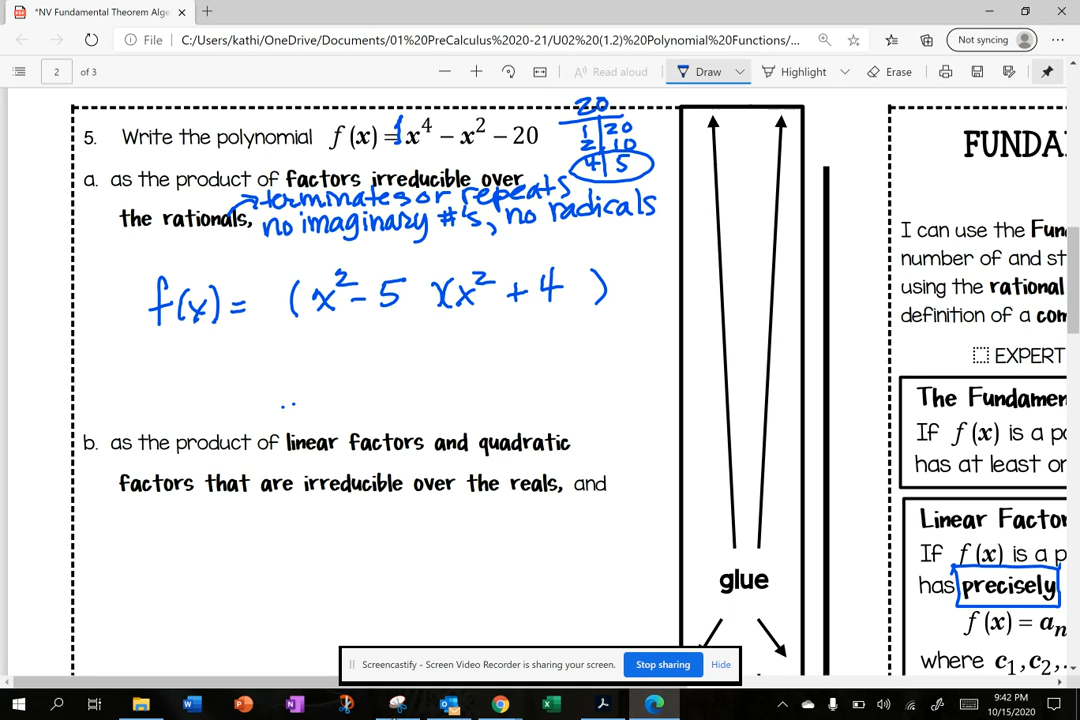 *NV Fundamental Theorem Alge
File
C:/Users/kathi/OneDrive/Documents/01%20PreCalculus%2020-21/U02%20(1.2)%20Polynomial%20Functions/...
Not syncing
2 of 3
Read aloud
Draw
Highlight
Erase
20
5. Write the polynomial f(x) = 1x⁴ − x² − 20
1 | 20
2 | 10
4 | 5
a. as the product of factors irreducible over
the rationals,
terminates or repeats
no imaginary #'s, no radicals
f(x) = (x² − 5 )(x² + 4 )
b. as the product of linear factors and quadratic
factors that are irreducible over the reals, and
glue
FUNDA
I can use the Fun
number of and st
using the rational
definition of a com
EXPERT
The Fundamen
If f(x) is a po
has at least on
Linear Factor
If f(x) is a p
has precisely
f(x) = aₙ
where c₁, c₂, ..
Screencastify - Screen Video Recorder is sharing your screen.
Stop sharing
Hide
9:42 PM
10/15/2020